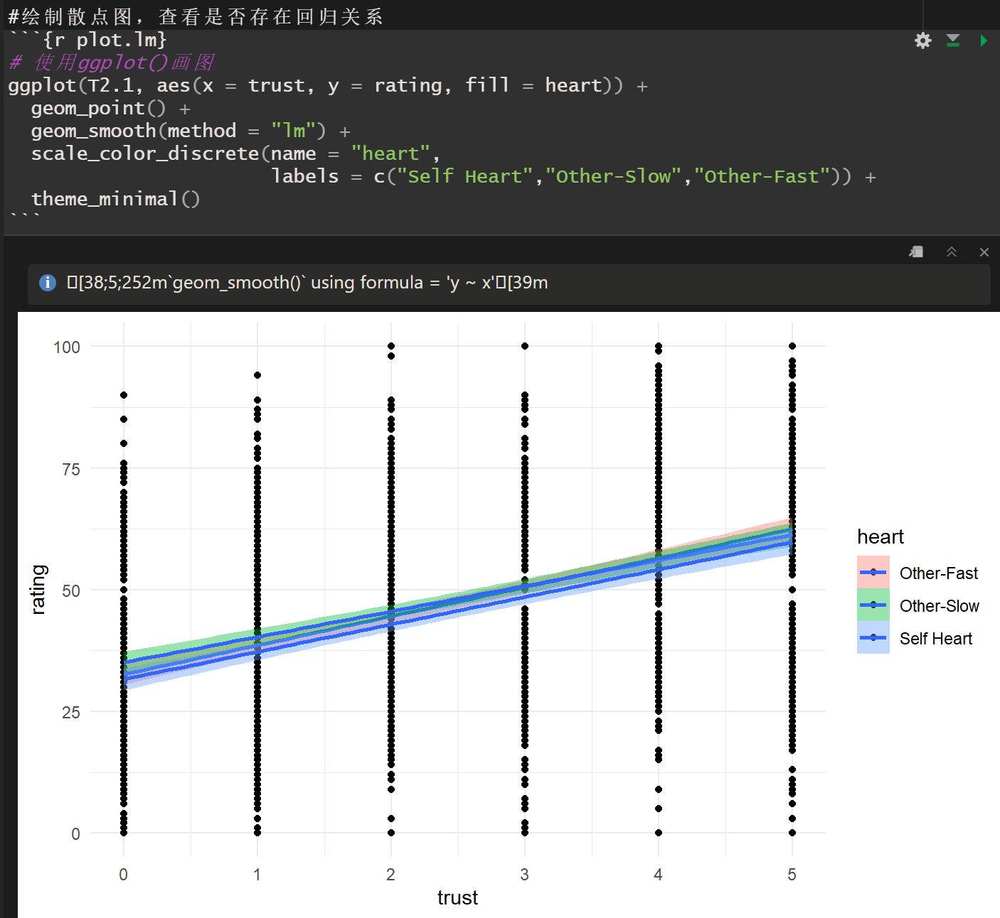 #绘制散点图，查看是否存在回归关系
```{r plot.lm}
# 使用ggplot()画图
ggplot(T2.1, aes(x = trust, y = rating, fill = heart)) +
  geom_point() +
  geom_smooth(method = "lm") +
  scale_color_discrete(name = "heart",
                       labels = c("Self Heart","Other-Slow","Other-Fast")) +
  theme_minimal()
```
▯[38;5;252m`geom_smooth()` using formula = 'y ~ x'▯[39m
100
75
50
25
0
rating
0 1 2 3 4 5
trust
heart
Other-Fast
Other-Slow
Self Heart